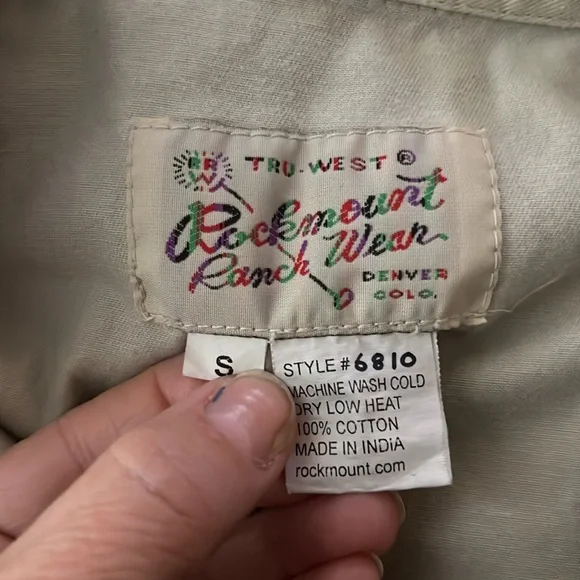 RR
W
TRU-WEST ®
Rockmount
Ranch Wear
DENVER
COLO.
S
STYLE # 6810
MACHINE WASH COLD
DRY LOW HEAT
100% COTTON
MADE IN INDIA
rockmount.com